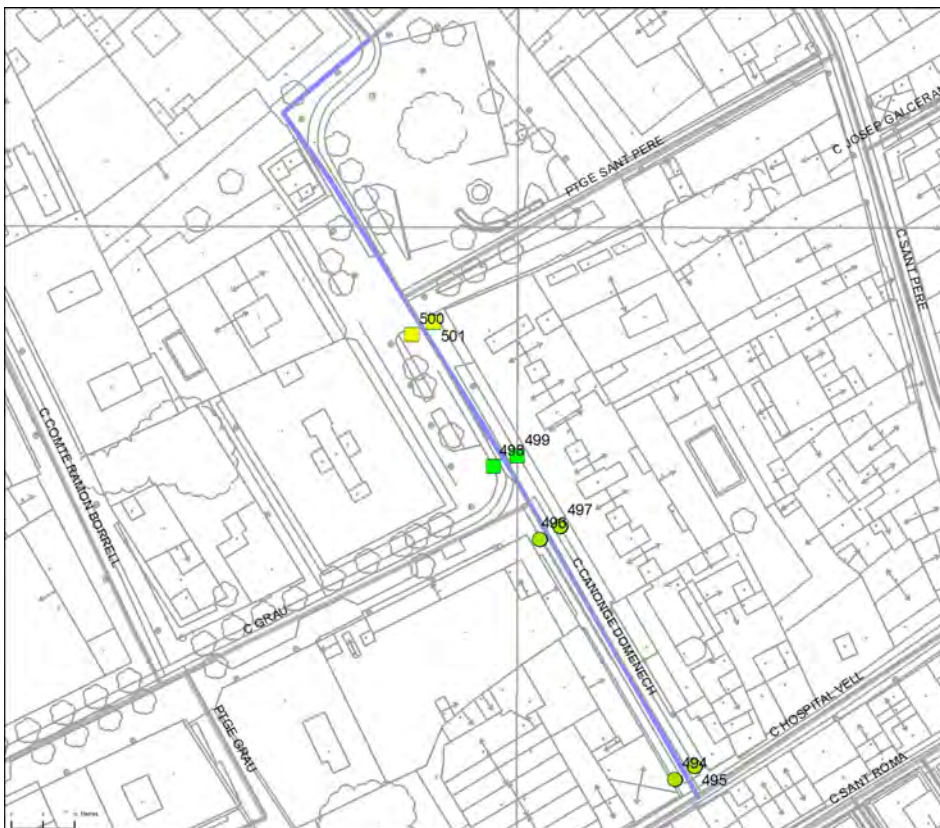 C JOSEP GALCERAN
PTGE SANT PERE
C SANT PERE
500
501
499
498
497
496
C COMTE RAMON BORRELL
C CANONGE DOMENECH
C GRAU
PTGE GRAU
C HOSPITAL VELL
494
495
C SANT ROMA